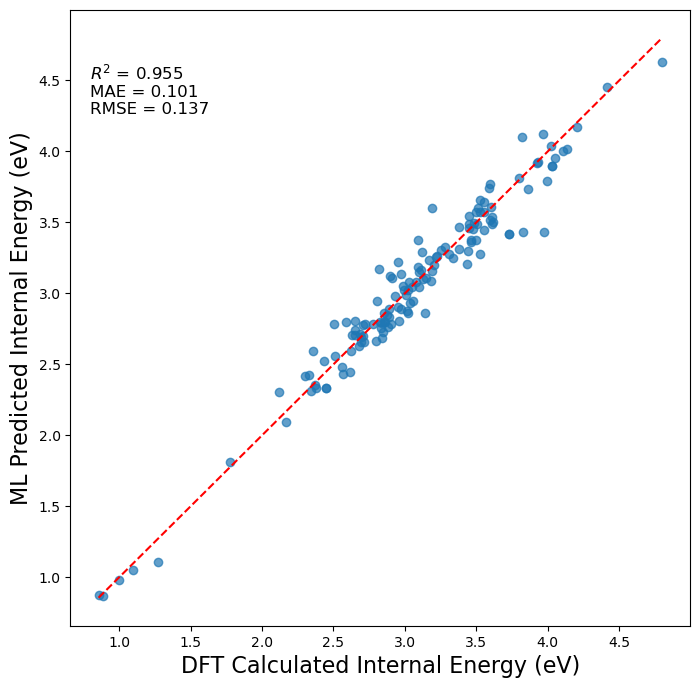 R² = 0.955
MAE = 0.101
RMSE = 0.137
ML Predicted Internal Energy (eV)
4.5
4.0
3.5
3.0
2.5
2.0
1.5
1.0
1.0 1.5 2.0 2.5 3.0 3.5 4.0 4.5
DFT Calculated Internal Energy (eV)